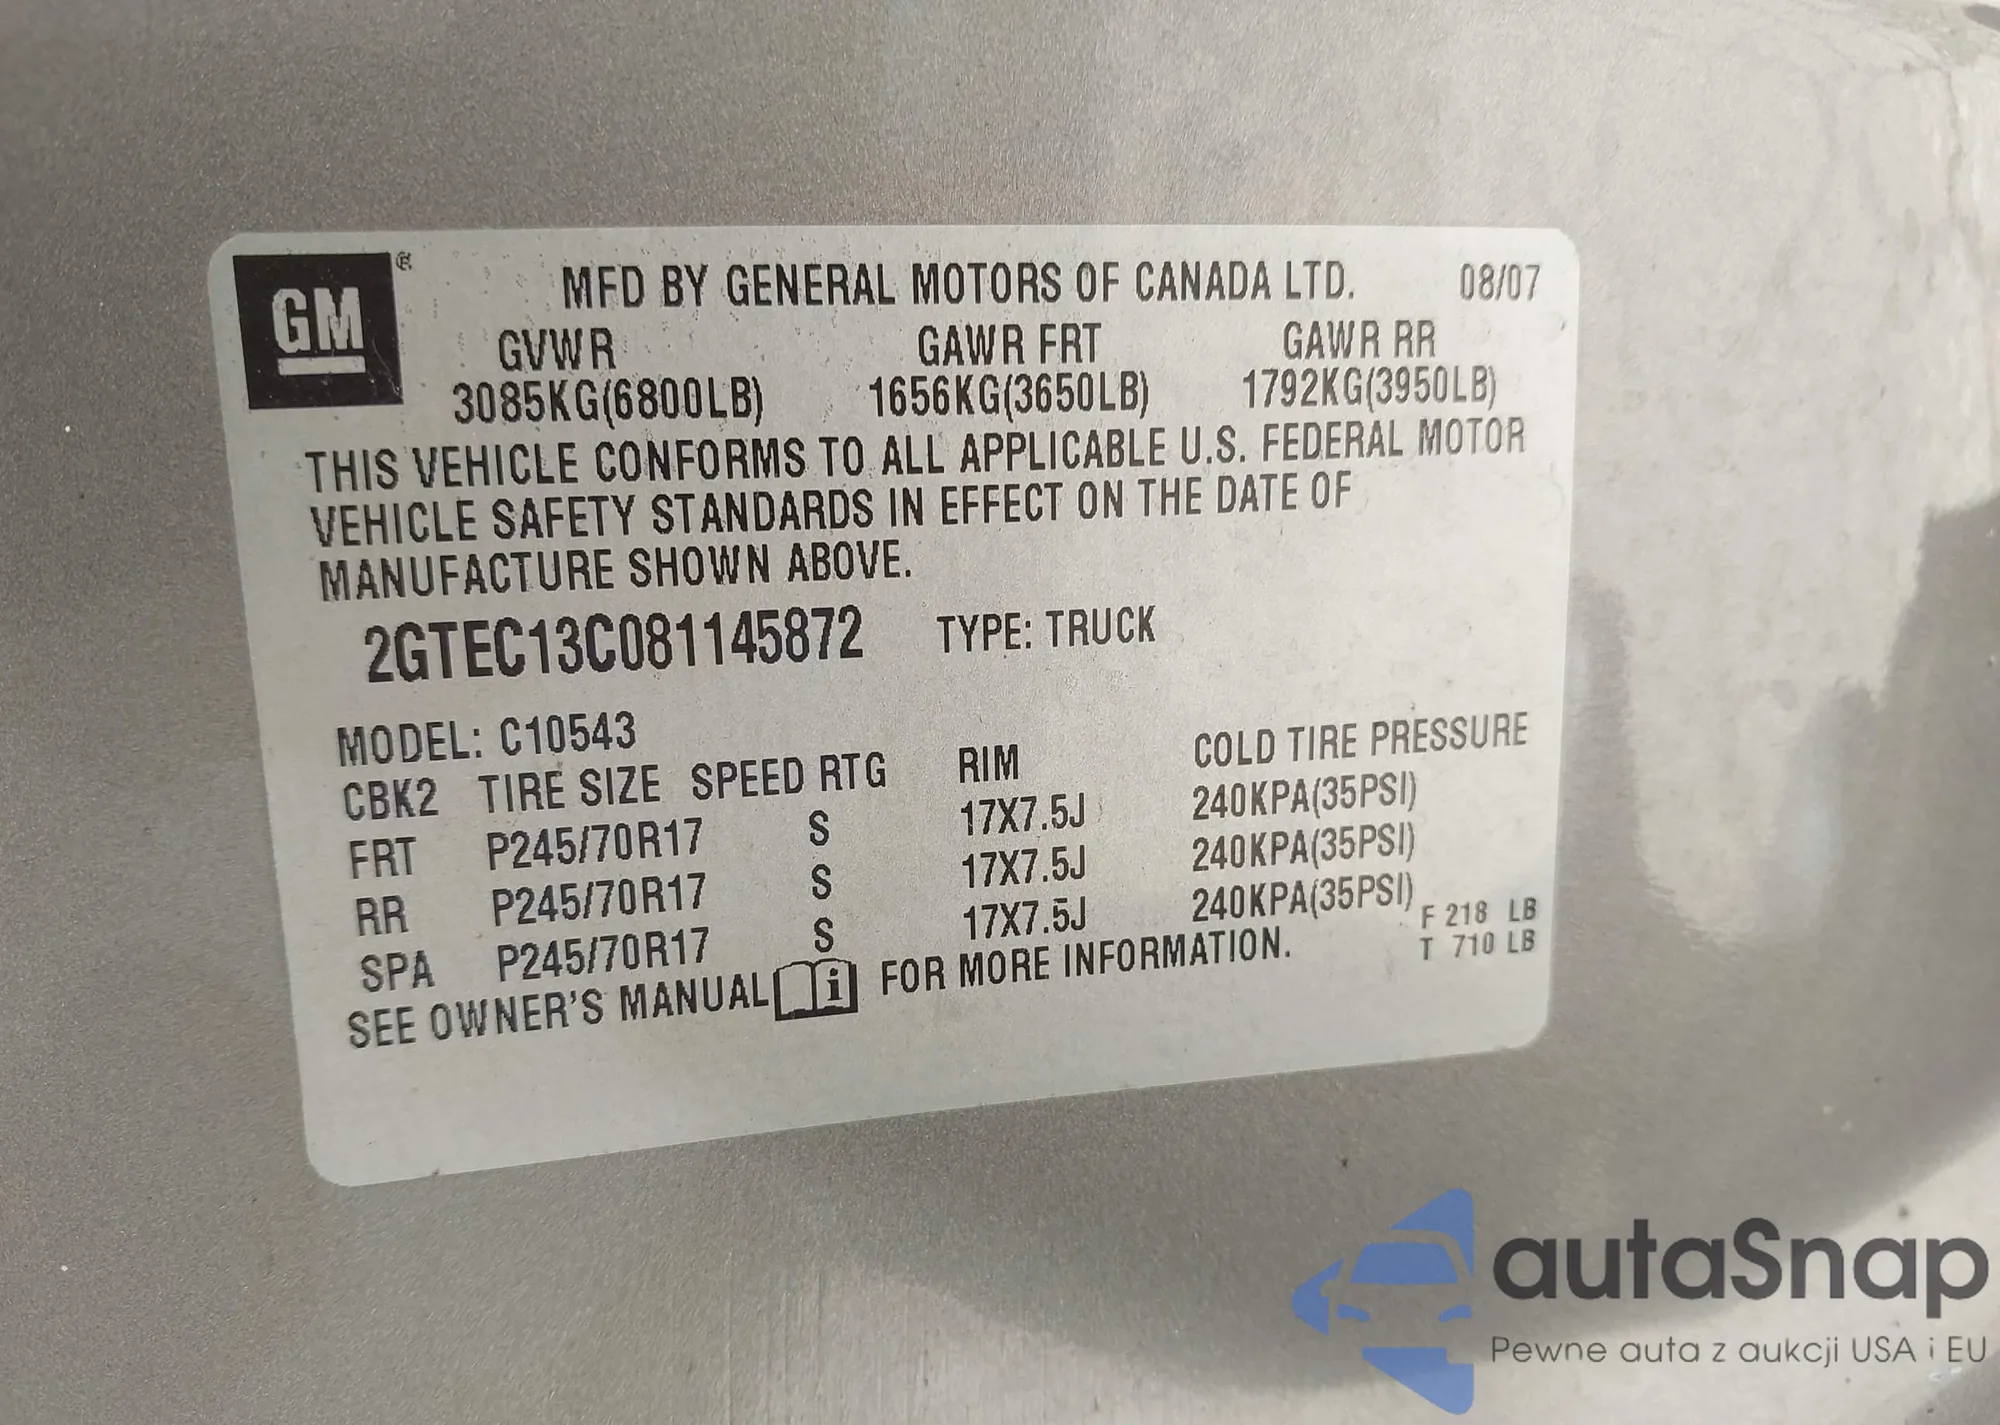 GM ®
MFD BY GENERAL MOTORS OF CANADA LTD. 08/07
GVWR GAWR FRT GAWR RR
3085KG(6800LB) 1656KG(3650LB) 1792KG(3950LB)
THIS VEHICLE CONFORMS TO ALL APPLICABLE U.S. FEDERAL MOTOR
VEHICLE SAFETY STANDARDS IN EFFECT ON THE DATE OF
MANUFACTURE SHOWN ABOVE.
2GTEC13C081145872 TYPE: TRUCK
MODEL: C10543
CBK2 TIRE SIZE SPEED RTG RIM COLD TIRE PRESSURE
FRT P245/70R17 S 17X7.5J 240KPA(35PSI)
RR P245/70R17 S 17X7.5J 240KPA(35PSI)
SPA P245/70R17 S 17X7.5J 240KPA(35PSI)
F 218 LB
T 710 LB
SEE OWNER'S MANUAL i FOR MORE INFORMATION.
autaSnap
Pewne auta z aukcji USA i EU